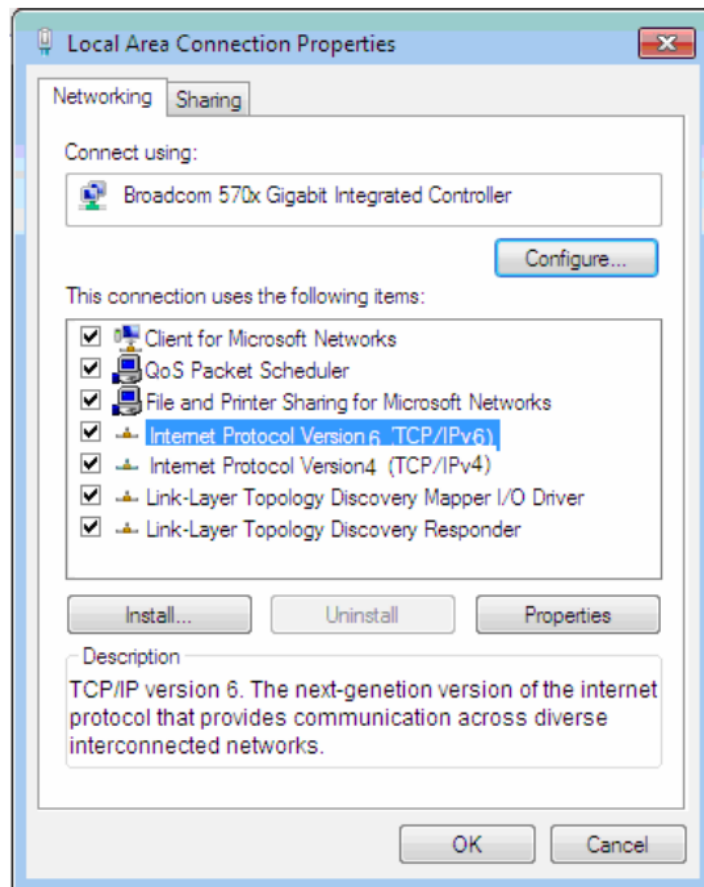 Local Area Connection Properties
Networking
Sharing
Connect using:
Broadcom 570x Gigabit Integrated Controller
Configure...
This connection uses the following items:
Client for Microsoft Networks
QoS Packet Scheduler
File and Printer Sharing for Microsoft Networks
Internet Protocol Version 6 (TCP/IPv6)
Internet Protocol Version4 (TCP/IPv4)
Link-Layer Topology Discovery Mapper I/O Driver
Link-Layer Topology Discovery Responder
Install...
Uninstall
Properties
Description
TCP/IP version 6. The next-genetion version of the internet
protocol that provides communication across diverse
interconnected networks.
OK
Cancel